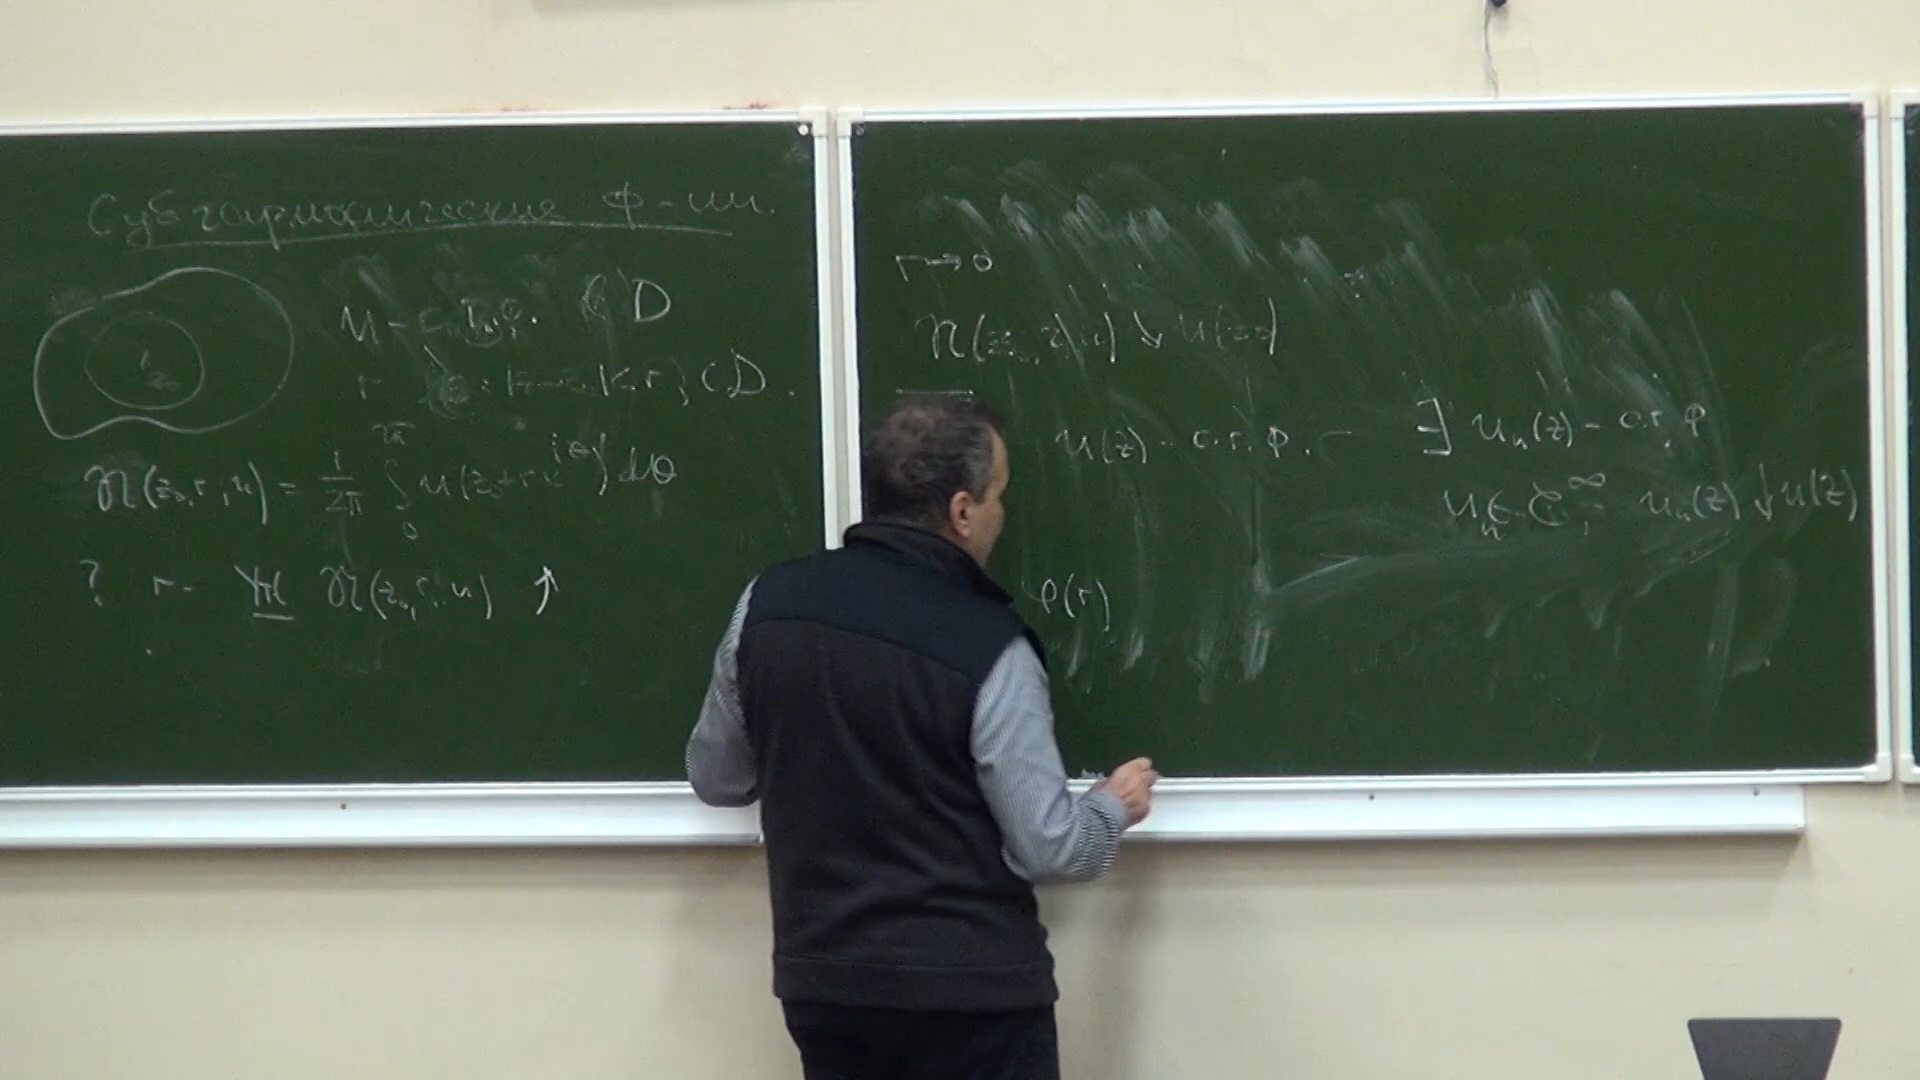 Субгармонические ф-ии.
u - D
r { : |z-z₀|<r} ⊂ D.
z₀
𝔑(z₀, r; u) = 1/2π ∫₀^2π u(z₀+re^iθ) dθ
? r - 𝔑(z₀, r; u) ↑
r → 0
𝔑(z₀, r; u) ↓ u(z₀)
u(z) - с.г.ф. ∃ uₙ(z) - с.г.ф
uₙ ∈ C^∞, uₙ(z) ↓ u(z)
φ(r)